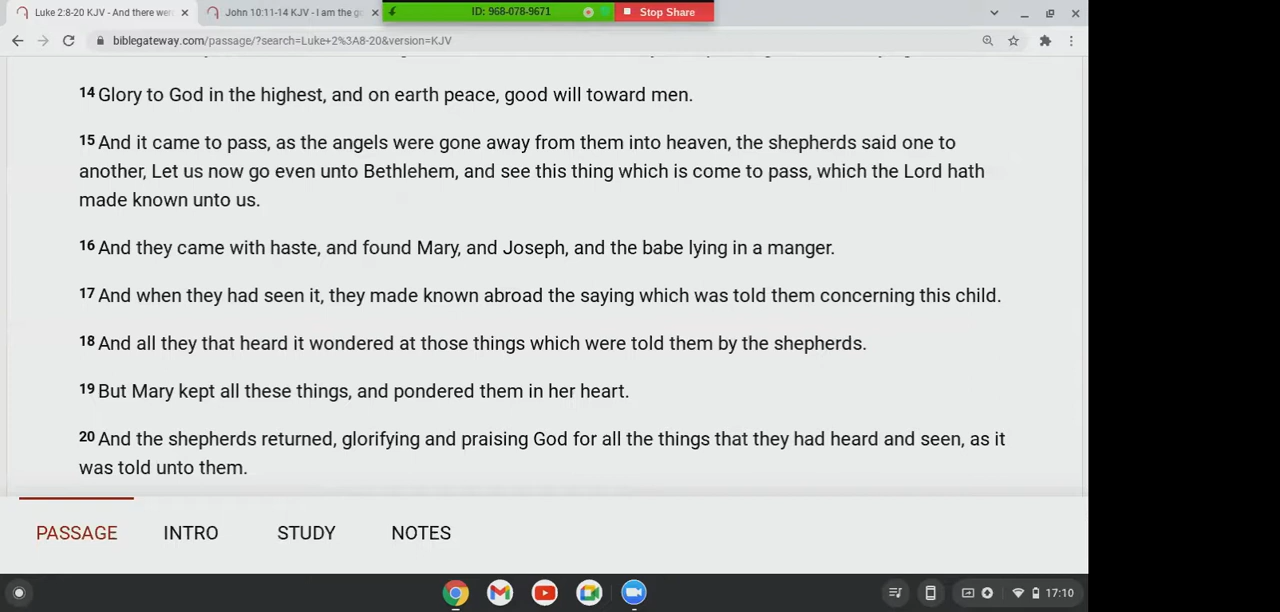 Luke 2:8-20 KJV - And there wer
John 10:11-14 KJV - I am the g
ID: 968-078-9671
Stop Share
biblegateway.com/passage/?search=Luke+2%3A8-20&version=KJV
14 Glory to God in the highest, and on earth peace, good will toward men.
15 And it came to pass, as the angels were gone away from them into heaven, the shepherds said one to
another, Let us now go even unto Bethlehem, and see this thing which is come to pass, which the Lord hath
made known unto us.
16 And they came with haste, and found Mary, and Joseph, and the babe lying in a manger.
17 And when they had seen it, they made known abroad the saying which was told them concerning this child.
18 And all they that heard it wondered at those things which were told them by the shepherds.
19 But Mary kept all these things, and pondered them in her heart.
20 And the shepherds returned, glorifying and praising God for all the things that they had heard and seen, as it
was told unto them.
PASSAGE INTRO STUDY NOTES
17:10